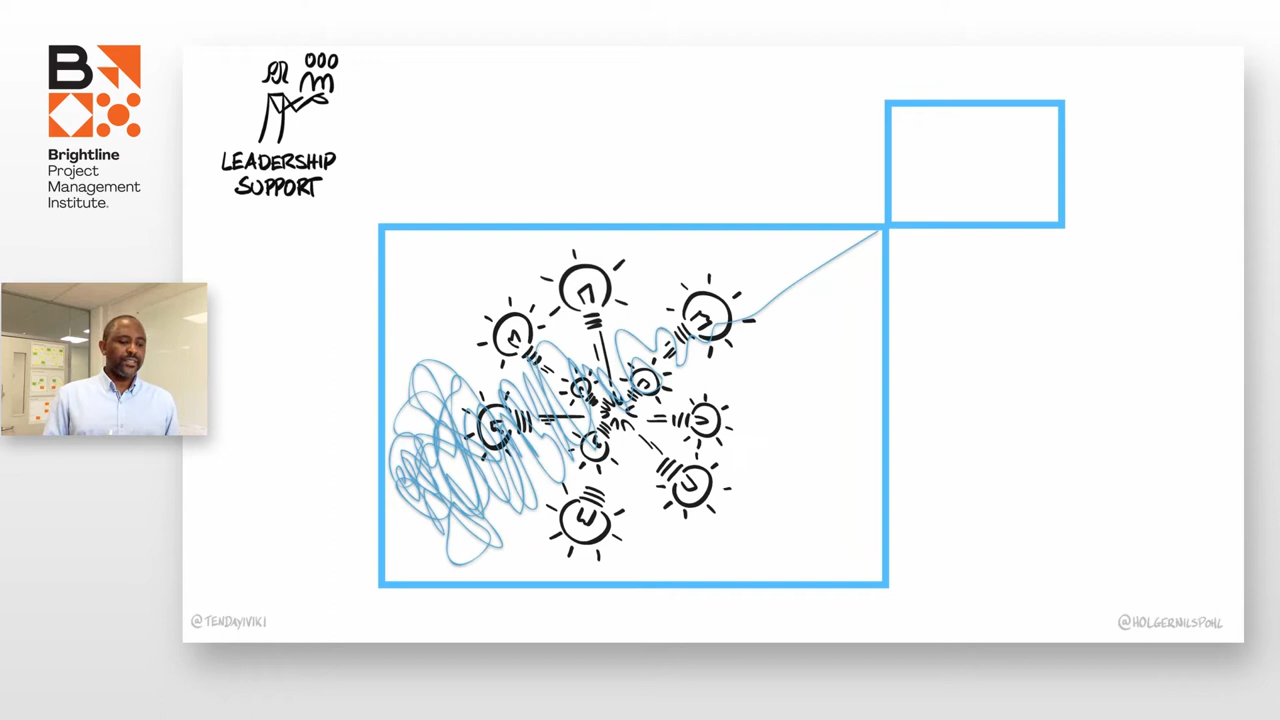 B
Brightline
Project
Management
Institute.
LEADERSHIP
SUPPORT
@TENDAYIVIKI
@HOLGERNILSPOHL